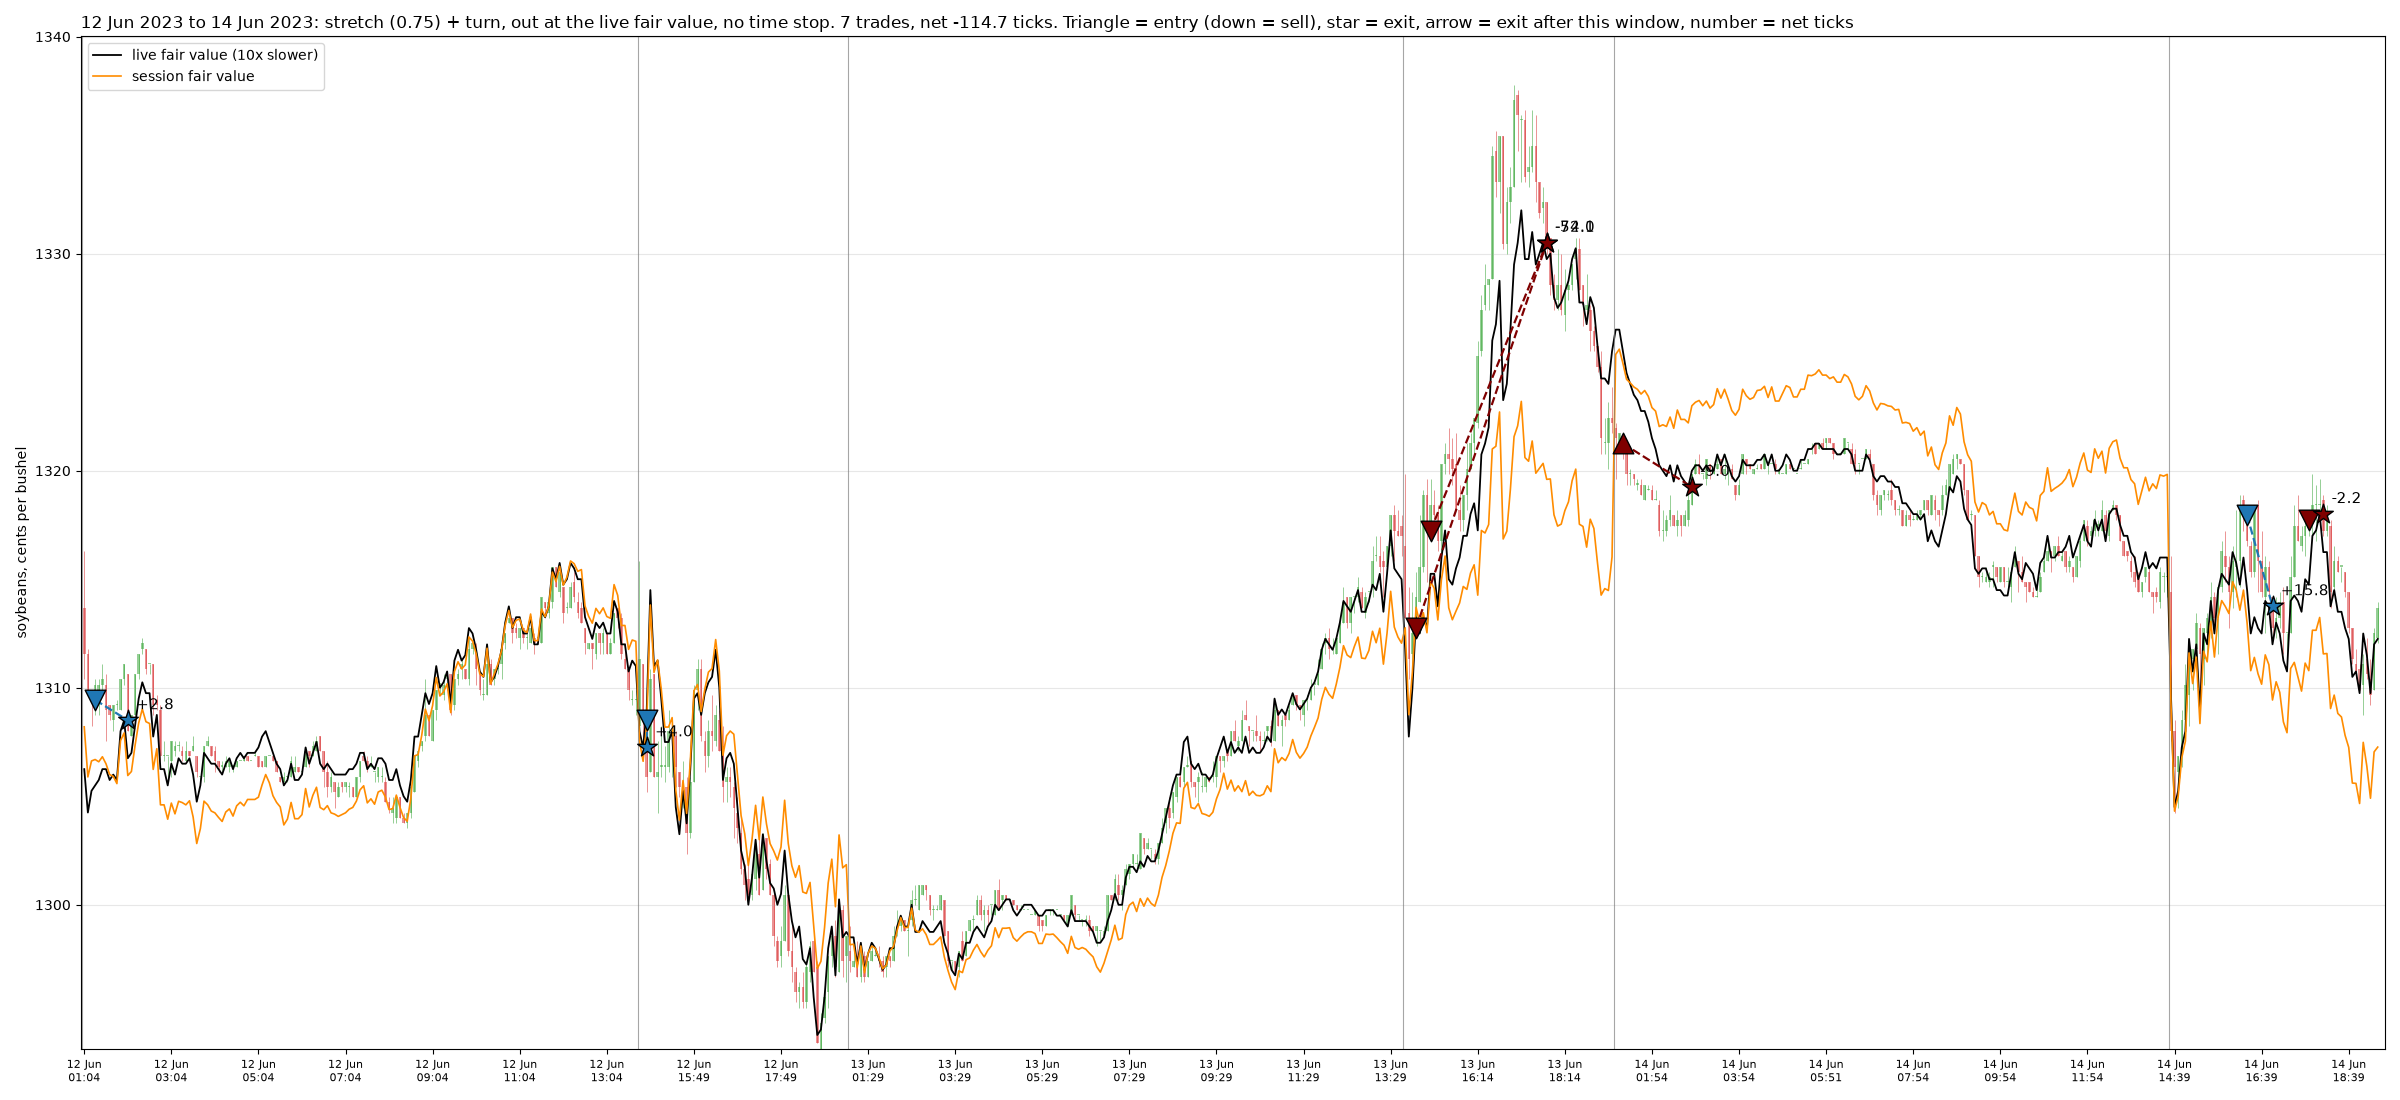 12 Jun 2023 to 14 Jun 2023: stretch (0.75) + turn, out at the live fair value, no time stop. 7 trades, net -114.7 ticks. Triangle = entry (down = sell), star = exit, arrow = exit after this window, number = net ticks
live fair value (10x slower)
session fair value
soybeans, cents per bushel
1340
1330
1320
1310
1300
+2.8
+4.0
-9.0
+15.8
-2.2
12 Jun 01:04
12 Jun 03:04
12 Jun 05:04
12 Jun 07:04
12 Jun 09:04
12 Jun 11:04
12 Jun 13:04
12 Jun 15:49
12 Jun 17:49
13 Jun 01:29
13 Jun 03:29
13 Jun 05:29
13 Jun 07:29
13 Jun 09:29
13 Jun 11:29
13 Jun 13:29
13 Jun 16:14
13 Jun 18:14
14 Jun 01:54
14 Jun 03:54
14 Jun 05:51
14 Jun 07:54
14 Jun 09:54
14 Jun 11:54
14 Jun 14:39
14 Jun 16:39
14 Jun 18:39